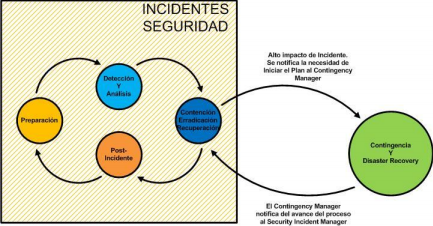 INCIDENTES
SEGURIDAD
Alto impacto de Incidente.
Se notifica la necesidad de
Iniciar el Plan al Contingency
Manager
Detección
Y
Análisis
Preparación
Contención
Erradicación
Recuperación
Post-
Incidente
Contingencia
Y
Disaster Recovery
El Contingency Manager
notifica del avance del proceso
al Security Incident Manager